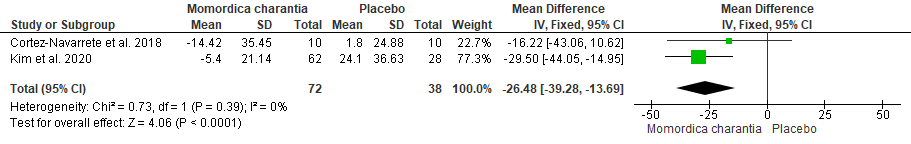 Momordica charantia Placebo Mean Difference Mean Difference
Study or Subgroup Mean SD Total Mean SD Total Weight IV, Fixed, 95% CI IV, Fixed, 95% CI
Cortez-Navarrete et al. 2018 -14.42 35.45 10 1.8 24.88 10 22.7% -16.22 [-43.06, 10.62]
Kim et al. 2020 -5.4 21.14 62 24.1 36.63 28 77.3% -29.50 [-44.05, -14.95]
Total (95% CI) 72 38 100.0% -26.48 [-39.28, -13.69]
Heterogeneity: Chi² = 0.73, df = 1 (P = 0.39); I² = 0%
Test for overall effect: Z = 4.06 (P < 0.0001)
-50 -25 0 25 50
Momordica charantia Placebo